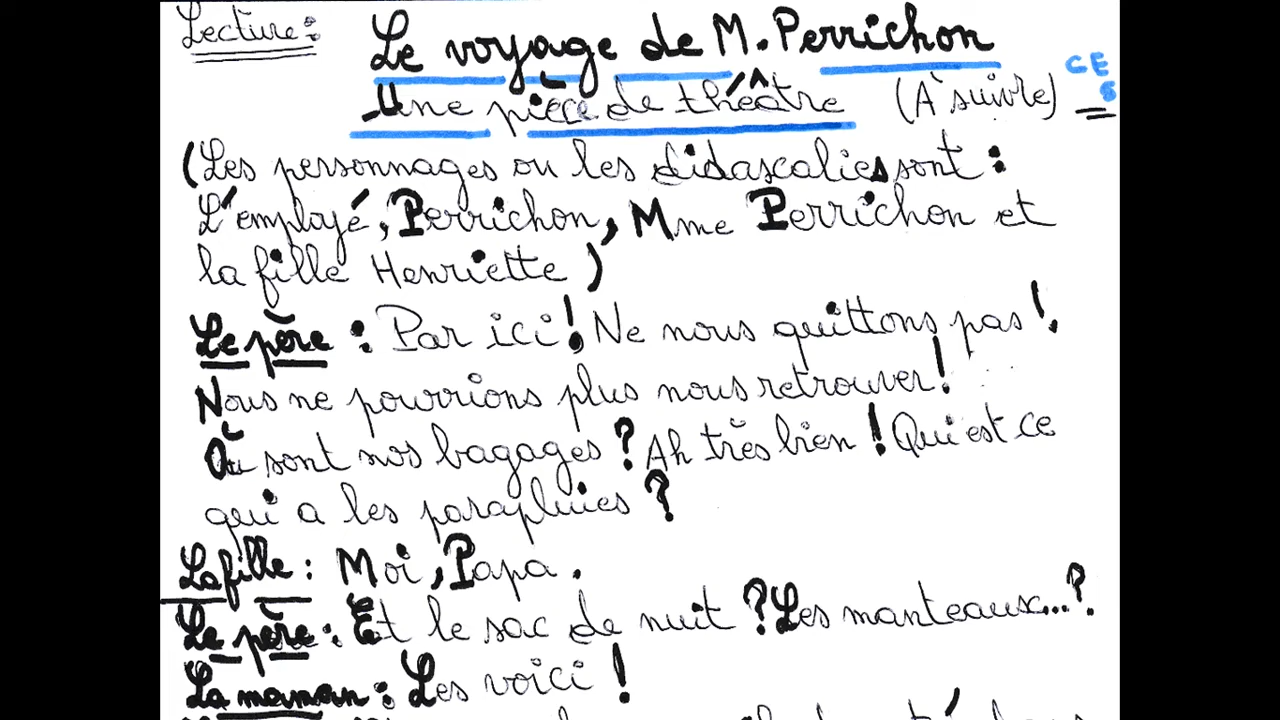 Lecture :
Le voyage de M. Perrichon
Une pièce de théâtre (À suivre) CE
(Les personnages ou les didascalies sont :
L'employé, Perrichon, Mme Perrichon et
la fille Henriette)
Le père : Par ici ! Ne nous quittons pas !
Nous ne pourrions plus nous retrouver !
Où sont nos bagages ? Ah très bien ! Qui est ce
qui a les parapluies ?
La fille : Moi, Papa.
Le père : Et le sac de nuit ? Les manteaux...?
La maman : Les voici !